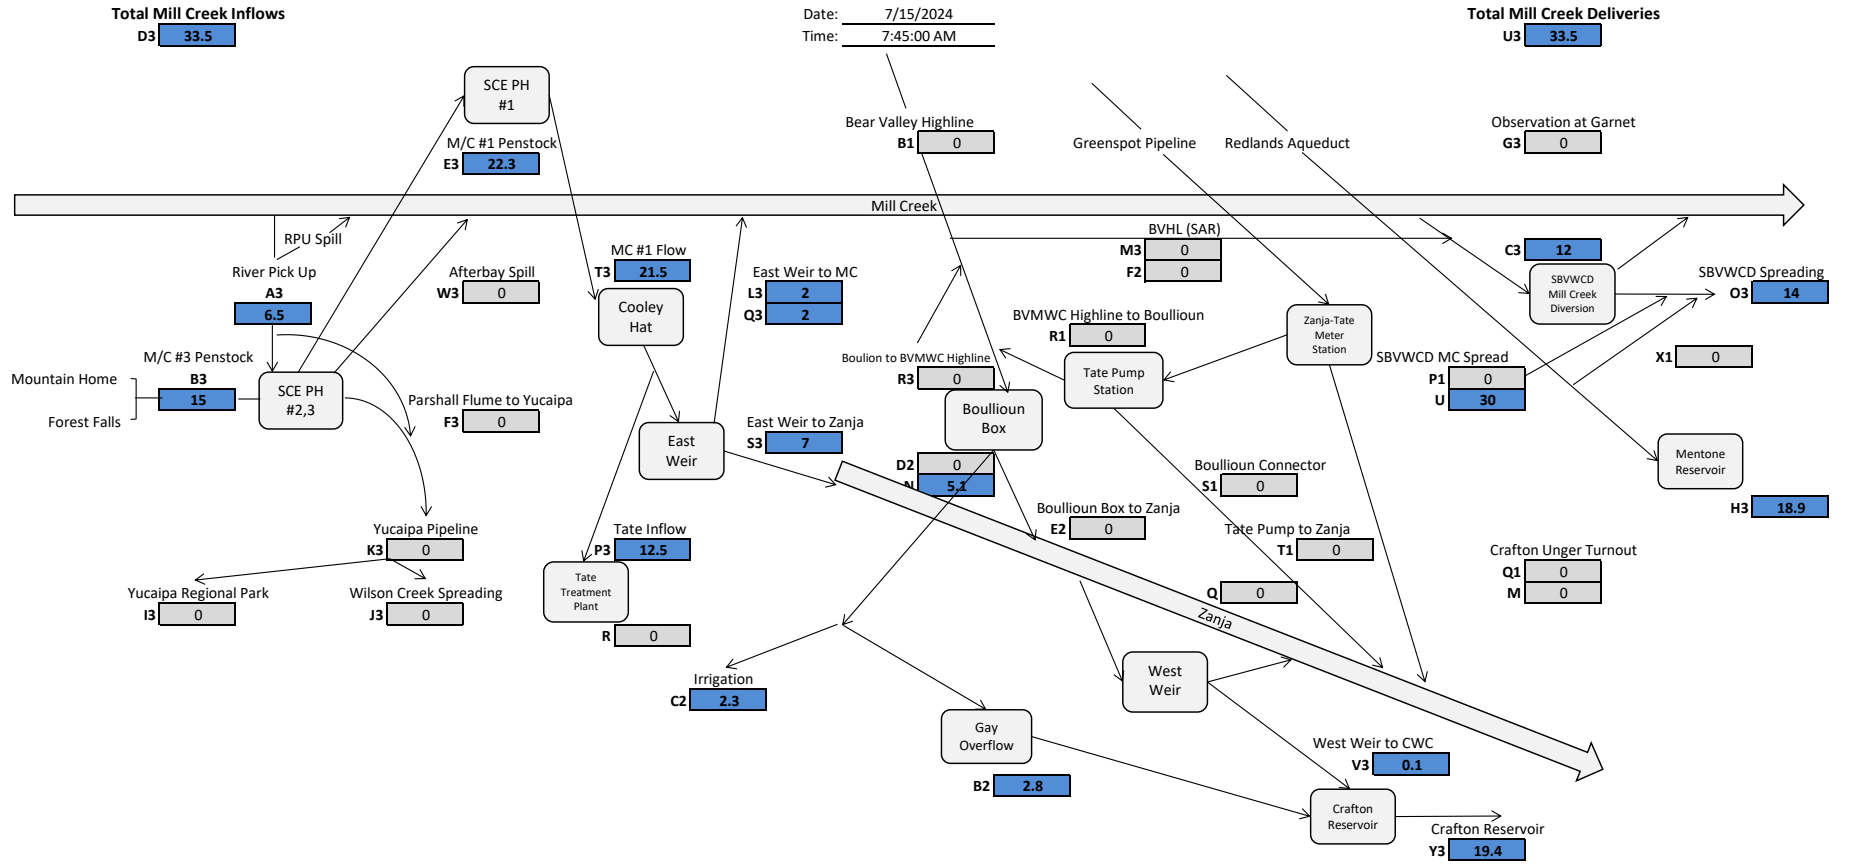 Total Mill Creek Inflows
D3 33.5
Date: 7/15/2024
Time: 7:45:00 AM
Total Mill Creek Deliveries
U3 33.5
SCE PH
#1
M/C #1 Penstock
E3 22.3
Bear Valley Highline
B1 0
Greenspot Pipeline
Redlands Aqueduct
Observation at Garnet
G3 0
Mill Creek
RPU Spill
River Pick Up
A3
6.5
Afterbay Spill
W3 0
MC #1 Flow
T3 21.5
Cooley
Hat
East Weir to MC
L3 2
Q3 2
BVHL (SAR)
M3 0
F2 0
C3 12
SBVWCD
Mill Creek
Diversion
SBVWCD Spreading
O3 14
BVMWC Highline to Boullioun
R1 0
Zanja-Tate
Meter
Station
M/C #3 Penstock
B3
15
Mountain Home
Forest Falls
SCE PH
#2,3
Boulion to BVMWC Highline
R3 0
Tate Pump
Station
SBVWCD MC Spread
P1 0
U 30
X1 0
Parshall Flume to Yucaipa
F3 0
Boullioun
Box
East
Weir
East Weir to Zanja
S3 7
D2 0
N 5.1
Boullioun Connector
S1 0
Mentone
Reservoir
H3 18.9
Boullioun Box to Zanja
E2 0
Yucaipa Pipeline
K3 0
Tate Inflow
P3 12.5
Tate Pump to Zanja
T1 0
Crafton Unger Turnout
Q1 0
M 0
Yucaipa Regional Park
I3 0
Wilson Creek Spreading
J3 0
Tate
Treatment
Plant
R 0
Q 0
Zanja
Irrigation
C2 2.3
West
Weir
Gay
Overflow
B2 2.8
West Weir to CWC
V3 0.1
Crafton
Reservoir
Crafton Reservoir
Y3 19.4